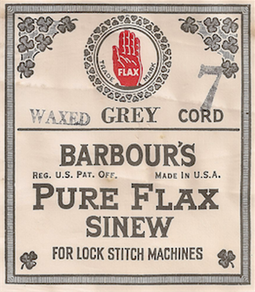 FLAX
TRADE MARK
7
WAXED GREY CORD
BARBOUR'S
REG. U.S. PAT. OFF. MADE IN U.S.A.
PURE FLAX
SINEW
FOR LOCK STITCH MACHINES